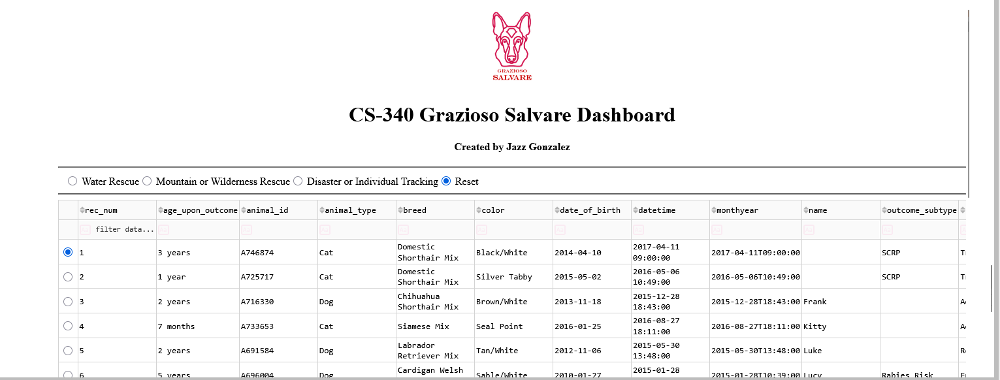 GRAZIOSO
SALVARE
CS-340 Grazioso Salvare Dashboard
Created by Jazz Gonzalez
Water Rescue Mountain or Wilderness Rescue Disaster or Individual Tracking Reset
rec_num age_upon_outcome animal_id animal_type breed color date_of_birth datetime monthyear name outcome_subtype
filter data...
1 3 years A746874 Cat Domestic Shorthair Mix Black/White 2014-04-10 2017-04-11 09:00:00 2017-04-11T09:00:00 SCRP
2 1 year A725717 Cat Domestic Shorthair Mix Silver Tabby 2015-05-02 2016-05-06 10:49:00 2016-05-06T10:49:00 SCRP
3 2 years A716330 Dog Chihuahua Shorthair Mix Brown/White 2013-11-18 2015-12-28 18:43:00 2015-12-28T18:43:00 Frank
4 7 months A733653 Cat Siamese Mix Seal Point 2016-01-25 2016-08-27 18:11:00 2016-08-27T18:11:00 Kitty
5 2 years A691584 Dog Labrador Retriever Mix Tan/White 2012-11-06 2015-05-30 13:48:00 2015-05-30T13:48:00 Luke
6 5 years A696004 Dog Cardigan Welsh Sable/White 2010-01-27 2015-01-28 2015-01-28T10:39:00 Lucy Rabies Risk